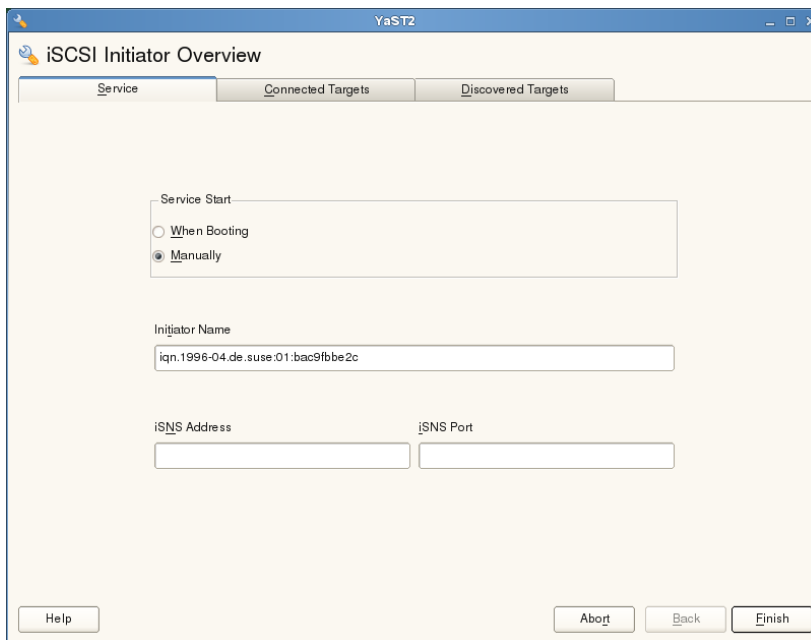 YaST2
iSCSI Initiator Overview
Service Connected Targets Discovered Targets
Service Start
When Booting
Manually
Initiator Name
iqn.1996-04.de.suse:01:bac9fbbe2c
iSNS Address iSNS Port
Help Abort Back Finish